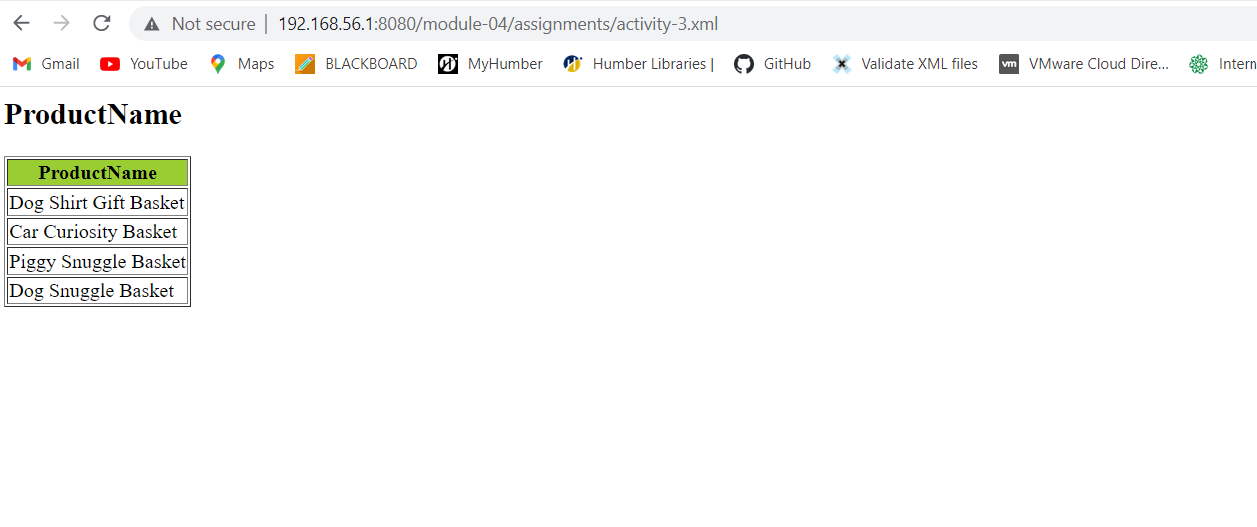 Not secure 192.168.56.1:8080/module-04/assignments/activity-3.xml
Gmail YouTube Maps BLACKBOARD MyHumber Humber Libraries | GitHub Validate XML files vm VMware Cloud Dire... Intern
ProductName
ProductName
Dog Shirt Gift Basket
Car Curiosity Basket
Piggy Snuggle Basket
Dog Snuggle Basket